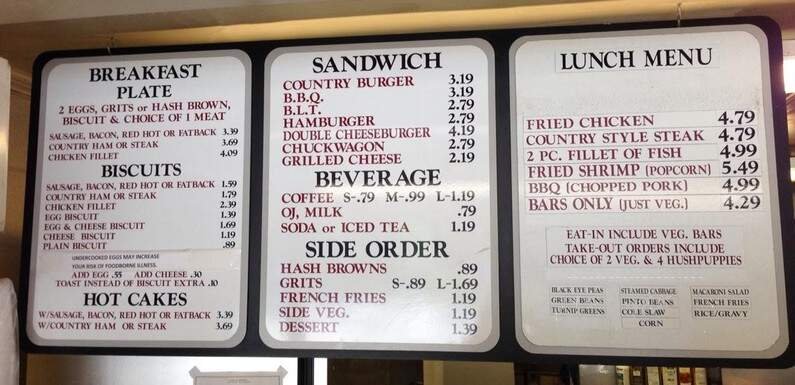 BREAKFAST
PLATE
2 EGGS, GRITS or HASH BROWN,
BISCUIT & CHOICE OF 1 MEAT
SAUSAGE, BACON, RED HOT OR FATBACK 3.39
COUNTRY HAM OR STEAK 3.69
CHICKEN FILLET 4.09
BISCUITS
SAUSAGE, BACON, RED HOT OR FATBACK 1.59
COUNTRY HAM OR STEAK 1.79
CHICKEN FILLET 2.39
EGG BISCUIT 1.39
EGG & CHEESE BISCUIT 1.69
CHEESE BISCUIT 1.19
PLAIN BISCUIT .89
UNDERCOOKED EGGS MAY INCREASE
YOUR RISK OF FOODBORNE ILLNESS.
ADD EGG .55 ADD CHEESE .30
TOAST INSTEAD OF BISCUIT EXTRA .10
HOT CAKES
W/SAUSAGE, BACON, RED HOT OR FATBACK 3.39
W/COUNTRY HAM OR STEAK 3.69
SANDWICH
COUNTRY BURGER 3.19
B.B.Q. 3.19
B.L.T. 2.79
HAMBURGER 2.79
DOUBLE CHEESEBURGER 4.19
CHUCKWAGON 2.79
GRILLED CHEESE 2.19
BEVERAGE
COFFEE S-.79 M-.99 L-1.19
OJ, MILK .79
SODA or ICED TEA 1.19
SIDE ORDER
HASH BROWNS .89
GRITS S-.89 L-1.69
FRENCH FRIES 1.19
SIDE VEG. 1.19
DESSERT 1.39
LUNCH MENU
FRIED CHICKEN 4.79
COUNTRY STYLE STEAK 4.79
2 PC. FILLET OF FISH 4.99
FRIED SHRIMP (POPCORN) 5.49
BBQ (CHOPPED PORK) 4.99
BARS ONLY (JUST VEG.) 4.29
EAT-IN INCLUDE VEG. BARS
TAKE-OUT ORDERS INCLUDE
CHOICE OF 2 VEG. & 4 HUSHPUPPIES
BLACK EYE PEAS STEAMED CABBAGE MACARONI SALAD
GREEN BEANS PINTO BEANS FRENCH FRIES
TURNIP GREENS COLE SLAW RICE/GRAVY
CORN